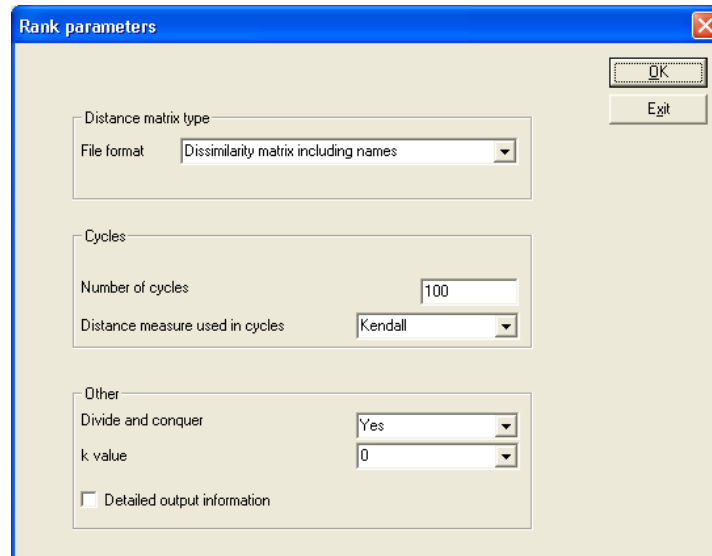 Rank parameters
OK
Exit
Distance matrix type
File format Dissimilarity matrix including names
Cycles
Number of cycles 100
Distance measure used in cycles Kendall
Other
Divide and conquer Yes
k value 0
Detailed output information